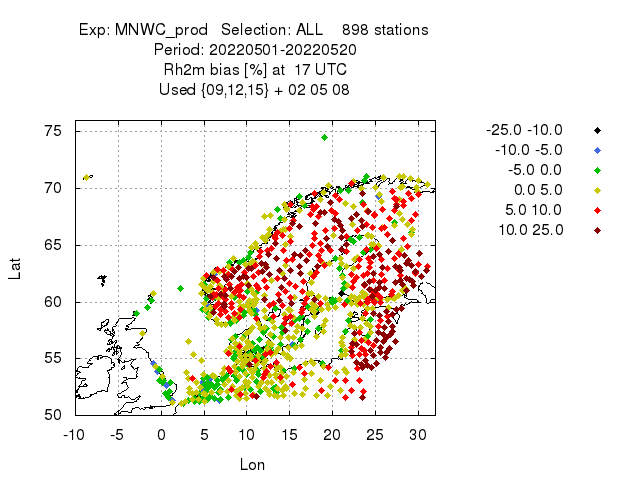 Exp: MNWC_prod   Selection: ALL    898 stations
Period: 20220501-20220520
Rh2m bias [%] at  17 UTC
Used {09,12,15} + 02 05 08
-25.0 -10.0
-10.0 -5.0
-5.0 0.0
0.0 5.0
5.0 10.0
10.0 25.0
75
70
65
60
55
50
Lat
-10 -5 0 5 10 15 20 25 30
Lon